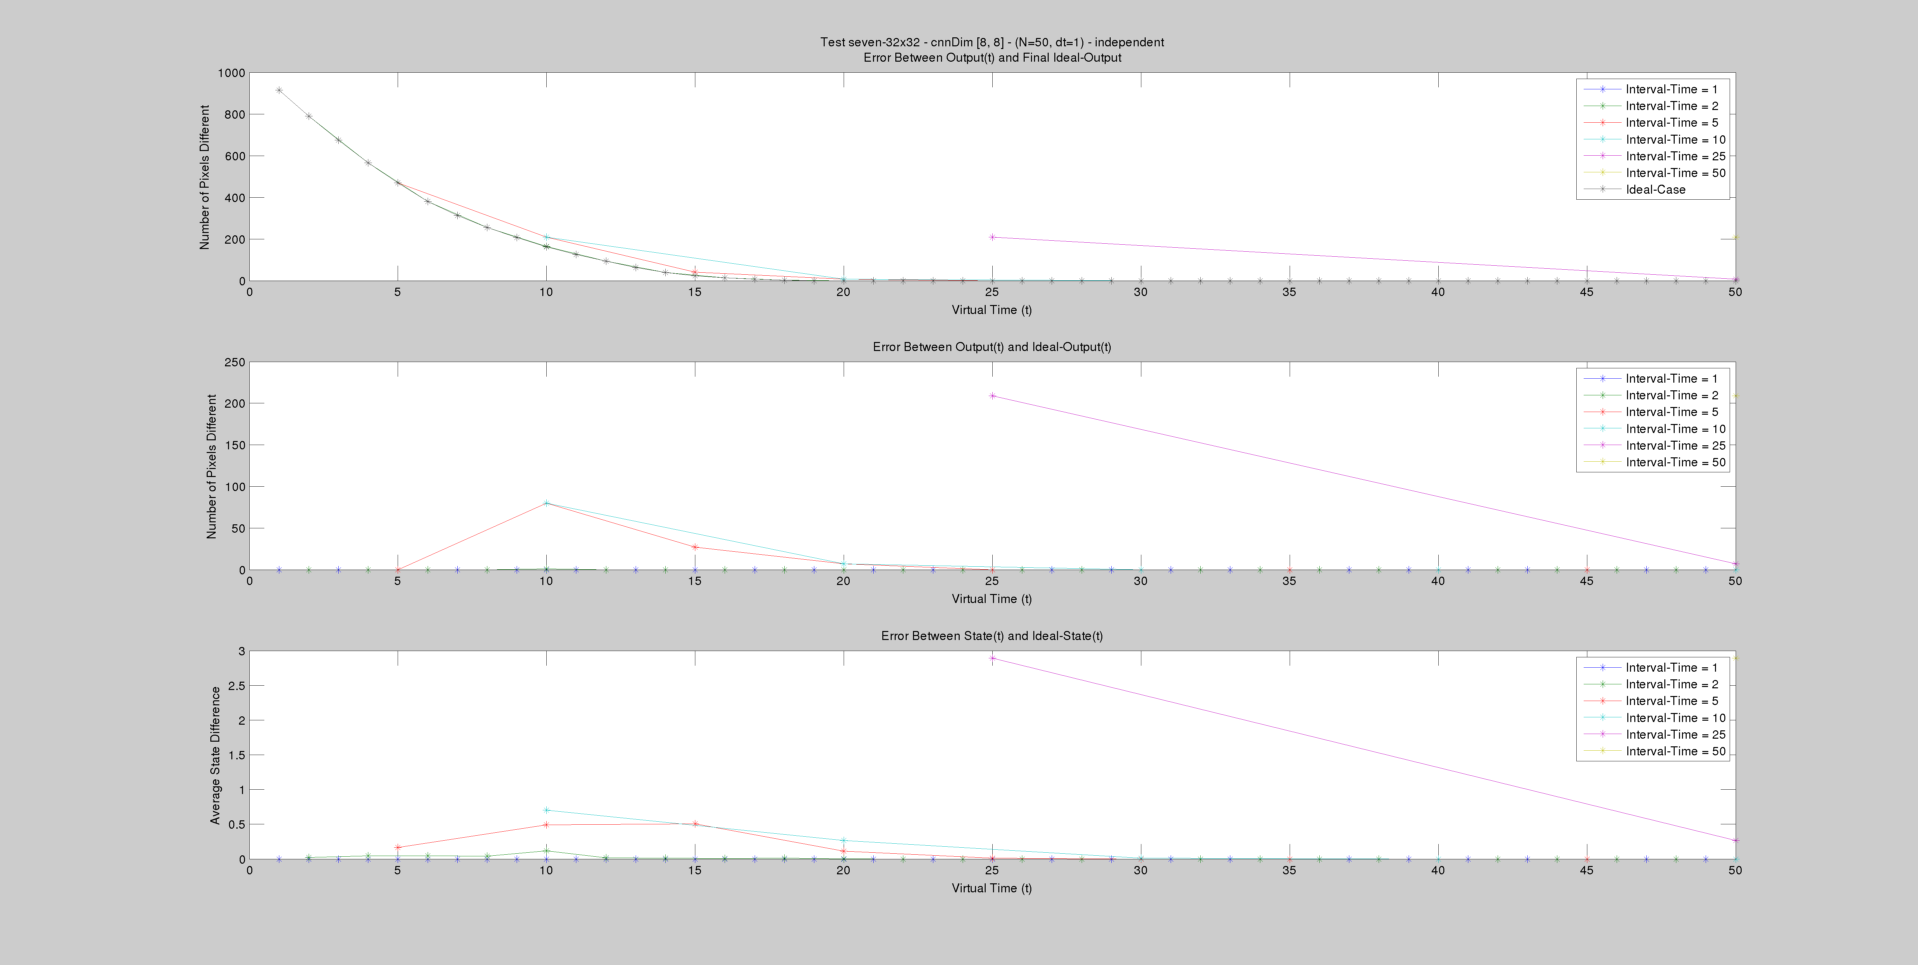 Test seven-32x32 - cnnDim [8, 8] - (N=50, dt=1) - independent
Error Between Output(t) and Final Ideal-Output
Number of Pixels Different
1000
800
600
400
200
0
0 5 10 15 20 25 30 35 40 45 50
Virtual Time (t)
Interval-Time = 1
Interval-Time = 2
Interval-Time = 5
Interval-Time = 10
Interval-Time = 25
Interval-Time = 50
Ideal-Case
Error Between Output(t) and Ideal-Output(t)
Number of Pixels Different
250
200
150
100
50
0
0 5 10 15 20 25 30 35 40 45 50
Virtual Time (t)
Interval-Time = 1
Interval-Time = 2
Interval-Time = 5
Interval-Time = 10
Interval-Time = 25
Interval-Time = 50
Error Between State(t) and Ideal-State(t)
Average State Difference
3
2.5
2
1.5
1
0.5
0
0 5 10 15 20 25 30 35 40 45 50
Virtual Time (t)
Interval-Time = 1
Interval-Time = 2
Interval-Time = 5
Interval-Time = 10
Interval-Time = 25
Interval-Time = 50